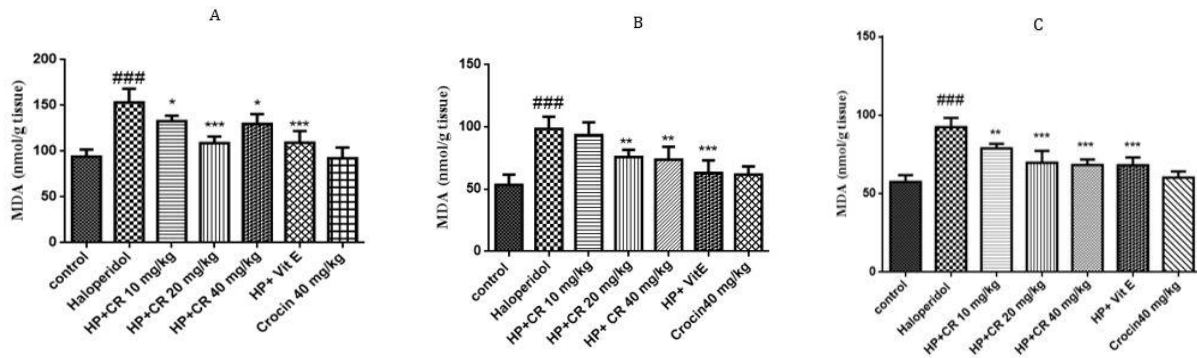 A
MDA (nmol/g tissue)
200
150
100
50
0
###
*
***
*
***
control
Haloperidol
HP+CR 10 mg/kg
HP+CR 20 mg/kg
HP+CR 40 mg/kg
HP+ Vit E
Crocin 40 mg/kg
B
MDA (nmol/g tissue)
150
100
50
0
###
**
**
***
control
Haloperidol
HP+CR 10 mg/kg
HP+CR 20 mg/kg
HP+ CR 40 mg/kg
HP+ VitE
Crocin40 mg/kg
C
MDA (nmol/g tissue)
150
100
50
0
###
**
***
***
***
control
Haloperidol
HP+CR 10 mg/kg
HP+CR 20 mg/kg
HP+CR 40 mg/kg
HP+ Vit E
Crocin40 mg/kg